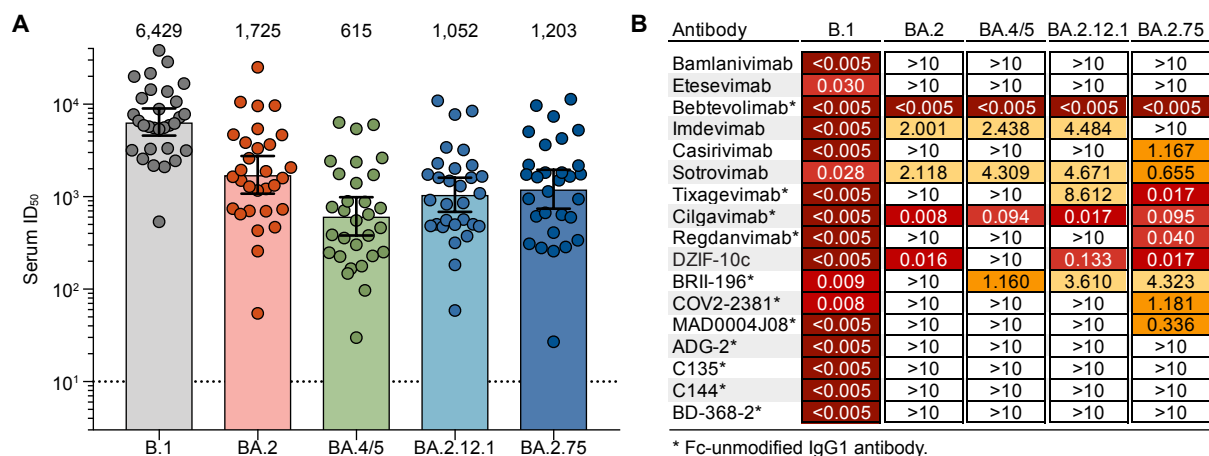 A
6,429 1,725 615 1,052 1,203
Serum ID50
10^4
10^3
10^2
10^1
B.1 BA.2 BA.4/5 BA.2.12.1 BA.2.75
B
Antibody B.1 BA.2 BA.4/5 BA.2.12.1 BA.2.75
Bamlanivimab <0.005 >10 >10 >10 >10
Etesevimab 0.030 >10 >10 >10 >10
Bebtevolimab* <0.005 <0.005 <0.005 <0.005 <0.005
Imdevimab <0.005 2.001 2.438 4.484 >10
Casirivimab <0.005 >10 >10 >10 1.167
Sotrovimab 0.028 2.118 4.309 4.671 0.655
Tixagevimab* <0.005 >10 >10 8.612 0.017
Cilgavimab* <0.005 0.008 0.094 0.017 0.095
Regdanvimab* <0.005 >10 >10 >10 0.040
DZIF-10c <0.005 0.016 >10 0.133 0.017
BRII-196* 0.009 >10 1.160 3.610 4.323
COV2-2381* 0.008 >10 >10 >10 1.181
MAD0004J08* <0.005 >10 >10 >10 0.336
ADG-2* <0.005 >10 >10 >10 >10
C135* <0.005 >10 >10 >10 >10
C144* <0.005 >10 >10 >10 >10
BD-368-2* <0.005 >10 >10 >10 >10
* Fc-unmodified IgG1 antibody.